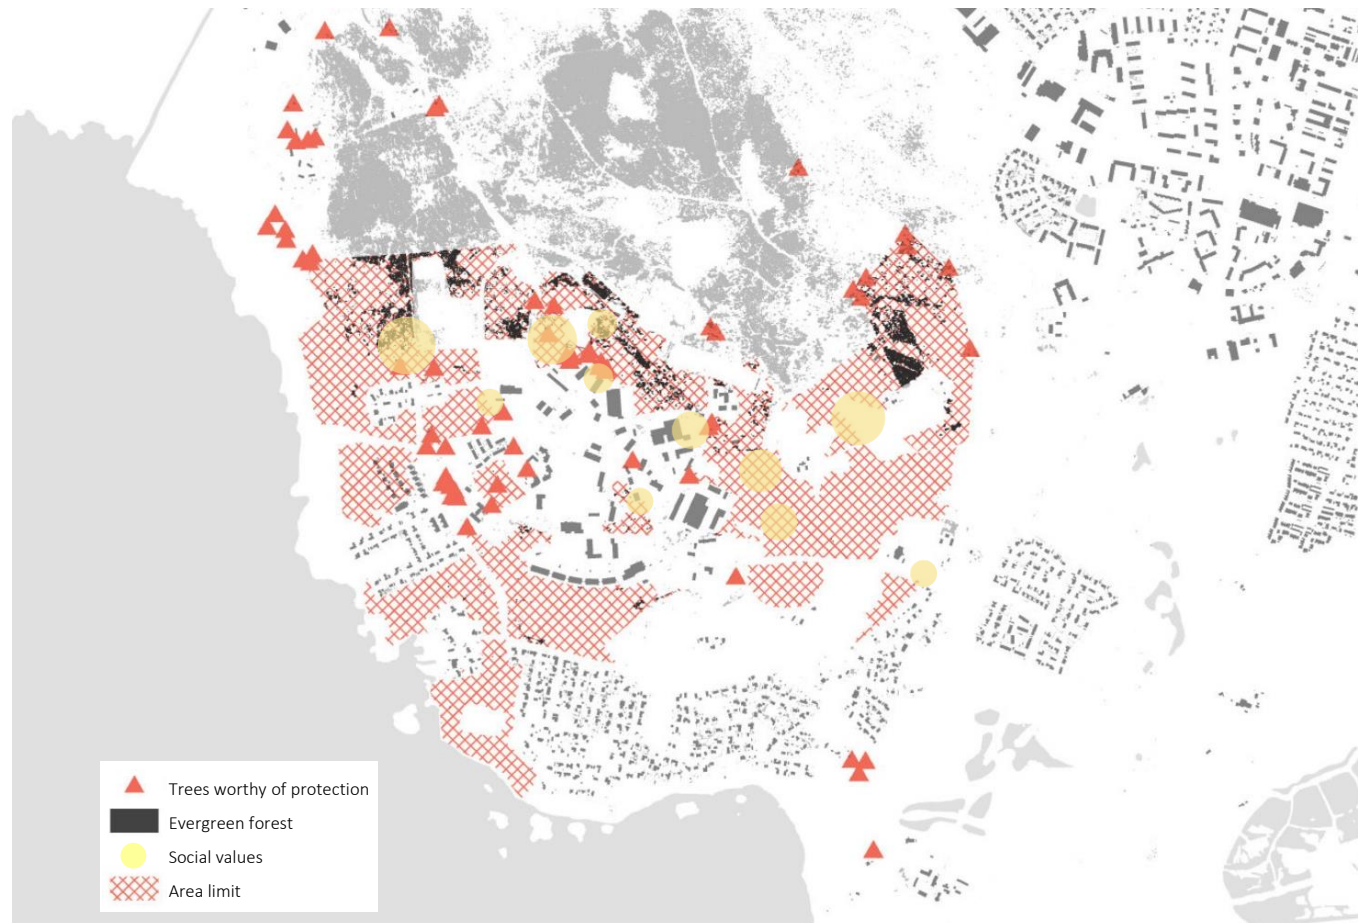 Trees worthy of protection
Evergreen forest
Social values
Area limit